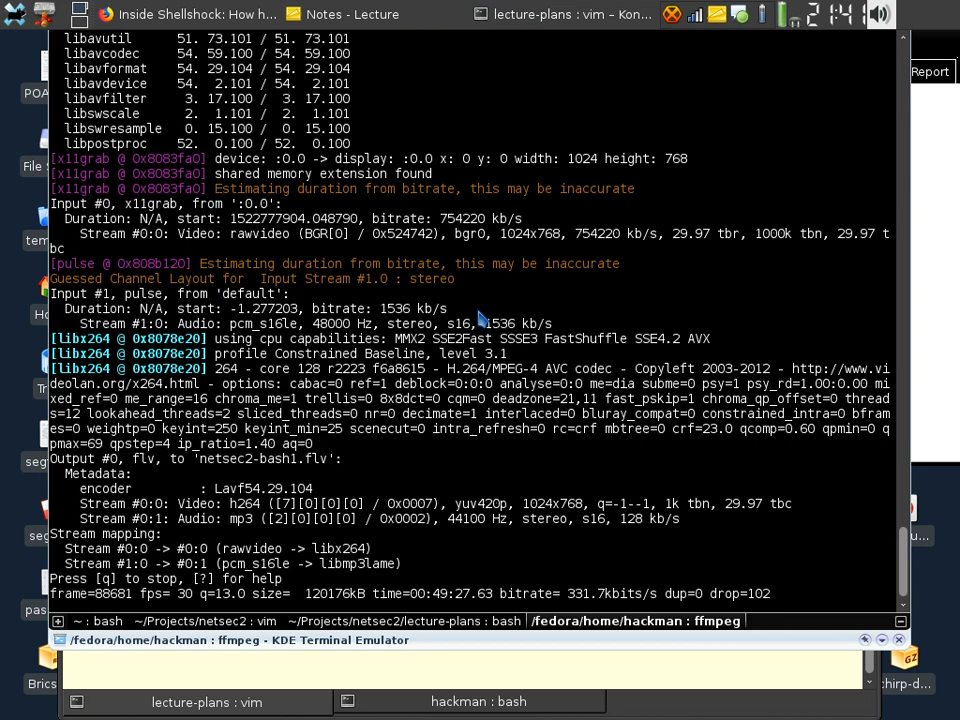 Inside Shellshock: How h...
Notes - Lecture
lecture-plans : vim – Kon...
2 1:41
Report
POA
File
tem
Ho
Tr
seg
seg
pas
Brics
u...
chirp-d...
GZ
libavutil 51. 73.101 / 51. 73.101
libavcodec 54. 59.100 / 54. 59.100
libavformat 54. 29.104 / 54. 29.104
libavdevice 54. 2.101 / 54. 2.101
libavfilter 3. 17.100 / 3. 17.100
libswscale 2. 1.101 / 2. 1.101
libswresample 0. 15.100 / 0. 15.100
libpostproc 52. 0.100 / 52. 0.100
[x11grab @ 0x8083fa0] device: :0.0 -> display: :0.0 x: 0 y: 0 width: 1024 height: 768
[x11grab @ 0x8083fa0] shared memory extension found
[x11grab @ 0x8083fa0] Estimating duration from bitrate, this may be inaccurate
Input #0, x11grab, from ':0.0':
Duration: N/A, start: 1522777904.048790, bitrate: 754220 kb/s
Stream #0:0: Video: rawvideo (BGR[0] / 0x524742), bgr0, 1024x768, 754220 kb/s, 29.97 tbr, 1000k tbn, 29.97 t
bc
[pulse @ 0x808b120] Estimating duration from bitrate, this may be inaccurate
Guessed Channel Layout for Input Stream #1.0 : stereo
Input #1, pulse, from 'default':
Duration: N/A, start: -1.277203, bitrate: 1536 kb/s
Stream #1:0: Audio: pcm_s16le, 48000 Hz, stereo, s16, 1536 kb/s
[libx264 @ 0x8078e20] using cpu capabilities: MMX2 SSE2Fast SSSE3 FastShuffle SSE4.2 AVX
[libx264 @ 0x8078e20] profile Constrained Baseline, level 3.1
[libx264 @ 0x8078e20] 264 - core 128 r2223 f6a8615 - H.264/MPEG-4 AVC codec - Copyleft 2003-2012 - http://www.vi
deolan.org/x264.html - options: cabac=0 ref=1 deblock=0:0:0 analyse=0:0 me=dia subme=0 psy=1 psy_rd=1.00:0.00 mi
xed_ref=0 me_range=16 chroma_me=1 trellis=0 8x8dct=0 cqm=0 deadzone=21,11 fast_pskip=1 chroma_qp_offset=0 thread
s=12 lookahead_threads=2 sliced_threads=0 nr=0 decimate=1 interlaced=0 bluray_compat=0 constrained_intra=0 bfram
es=0 weightp=0 keyint=250 keyint_min=25 scenecut=0 intra_refresh=0 rc=crf mbtree=0 crf=23.0 qcomp=0.60 qpmin=0 q
pmax=69 qpstep=4 ip_ratio=1.40 aq=0
Output #0, flv, to 'netsec2-bash1.flv':
Metadata:
encoder : Lavf54.29.104
Stream #0:0: Video: h264 ([7][0][0][0] / 0x0007), yuv420p, 1024x768, q=-1--1, 1k tbn, 29.97 tbc
Stream #0:1: Audio: mp3 ([2][0][0][0] / 0x0002), 44100 Hz, stereo, s16, 128 kb/s
Stream mapping:
Stream #0:0 -> #0:0 (rawvideo -> libx264)
Stream #1:0 -> #0:1 (pcm_s16le -> libmp3lame)
Press [q] to stop, [?] for help
frame=88681 fps= 30 q=13.0 size= 120176kB time=00:49:27.63 bitrate= 331.7kbits/s dup=0 drop=102
~ : bash ~/Projects/netsec2 : vim ~/Projects/netsec2/lecture-plans : bash /fedora/home/hackman : ffmpeg
/fedora/home/hackman : ffmpeg - KDE Terminal Emulator
lecture-plans : vim
hackman : bash